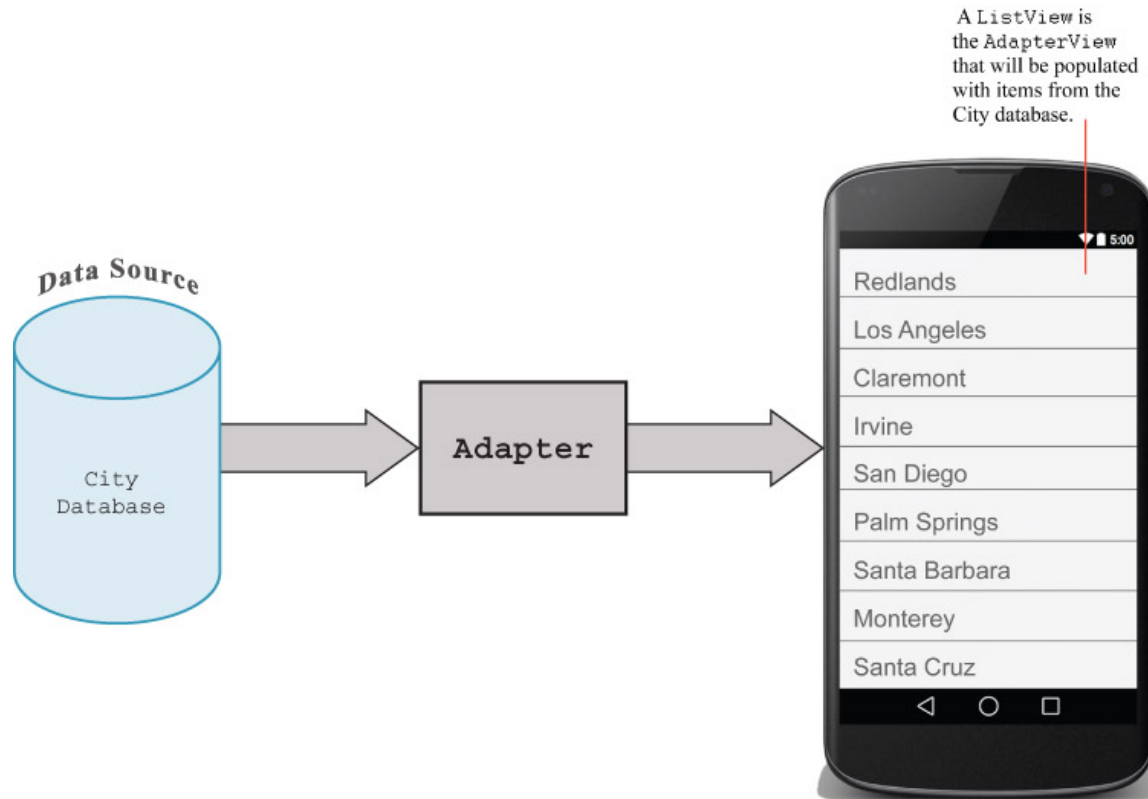 A ListView is
the AdapterView
that will be populated
with items from the
City database.
Data Source
City
Database
Adapter
5:00
Redlands
Los Angeles
Claremont
Irvine
San Diego
Palm Springs
Santa Barbara
Monterey
Santa Cruz